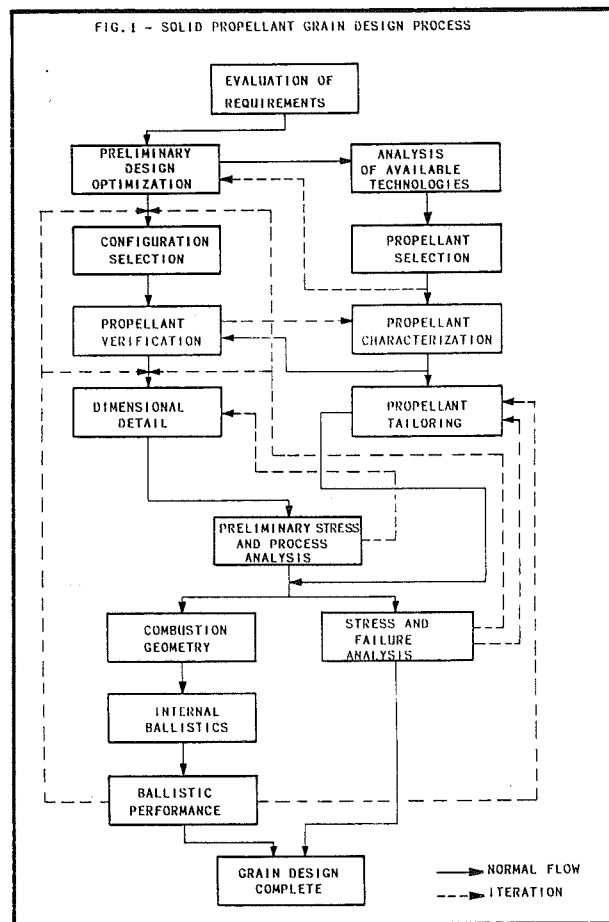 FIG.1 - SOLID PROPELLANT GRAIN DESIGN PROCESS
EVALUATION OF
REQUIREMENTS
PRELIMINARY
DESIGN
OPTIMIZATION
ANALYSIS
OF AVAILABLE
TECHNOLOGIES
CONFIGURATION
SELECTION
PROPELLANT
SELECTION
PROPELLANT
VERIFICATION
PROPELLANT
CHARACTERIZATION
DIMENSIONAL
DETAIL
PROPELLANT
TAILORING
PRELIMINARY STRESS
AND PROCESS
ANALYSIS
COMBUSTION
GEOMETRY
STRESS AND
FAILURE
ANALYSIS
INTERNAL
BALLISTICS
BALLISTIC
PERFORMANCE
GRAIN DESIGN
COMPLETE
NORMAL FLOW
ITERATION